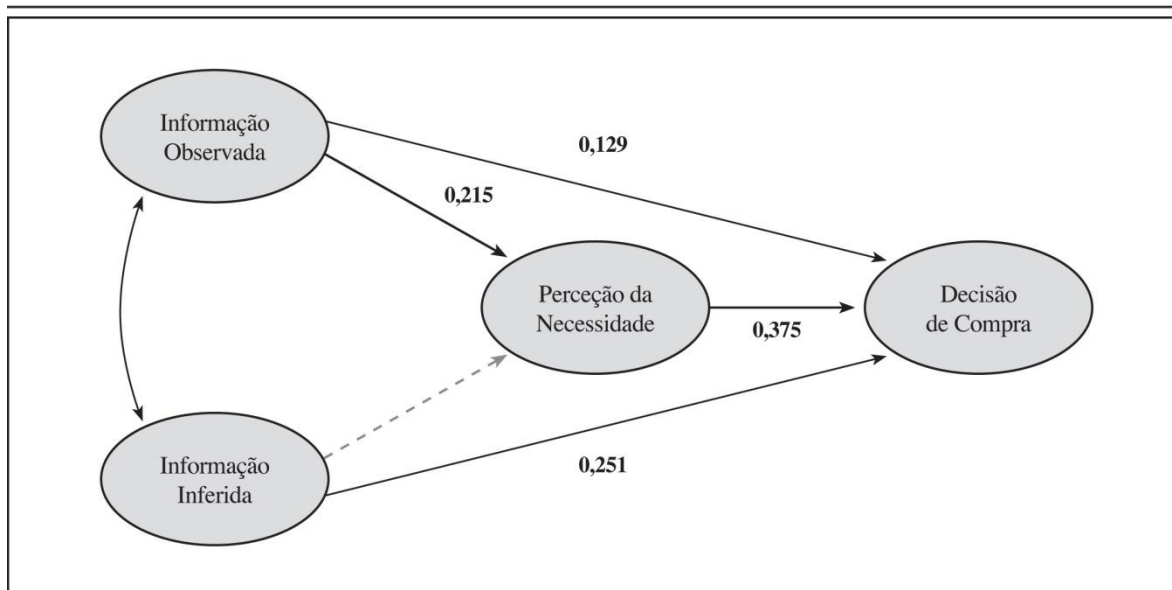 Informação
Observada
0,129
0,215
Perceção da
Necessidade
0,375
Decisão
de Compra
Informação
Inferida
0,251